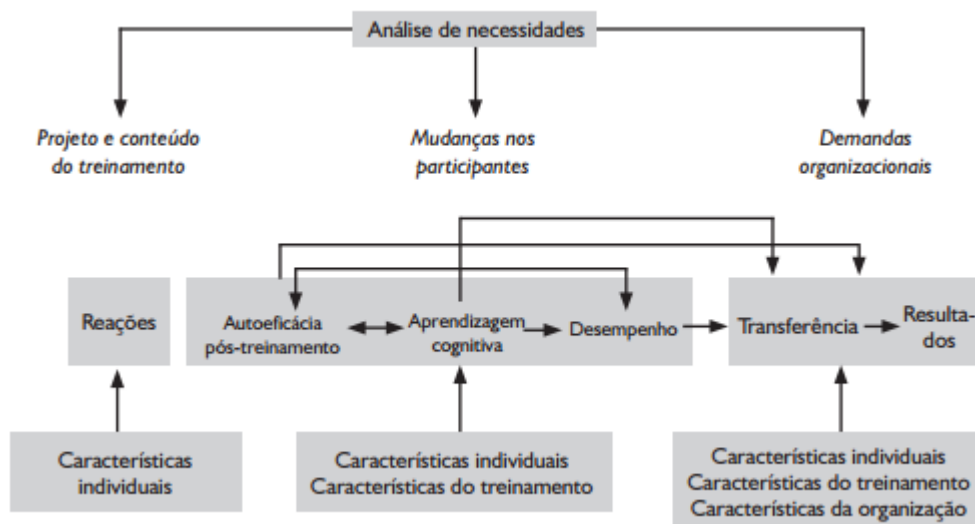 Análise de necessidades
Projeto e conteúdo
do treinamento
Mudanças nos
participantes
Demandas
organizacionais
Reações
Autoeficácia
pós-treinamento
Aprendizagem
cognitiva
Desempenho
Transferência
Resulta-
dos
Características
individuais
Características individuais
Características do treinamento
Características individuais
Características do treinamento
Características da organização